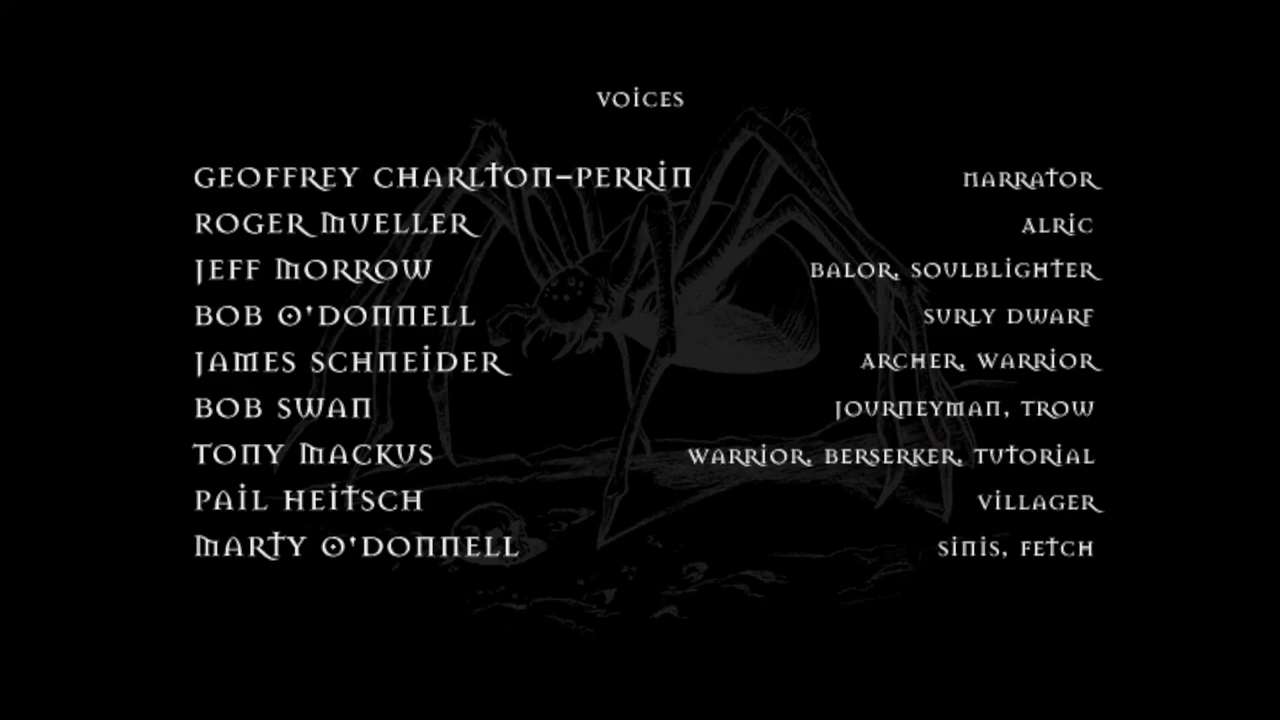 VOICES
GEOFFREY CHARLTON-PERRIN NARRATOR
ROGER MUELLER ALRIC
JEFF MORROW BALOR, SOULBLIGHTER
BOB O'DONNELL SURLY DWARF
JAMES SCHNEIDER ARCHER, WARRIOR
BOB SWAN JOURNEYMAN, TROW
TONY MACKUS WARRIOR, BERSERKER, TUTORIAL
PAIL HEITSCH VILLAGER
MARTY O'DONNELL SINIS, FETCH